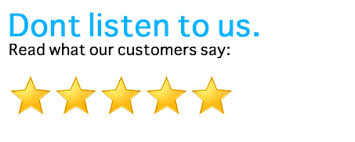 Dont listen to us.
Read what our customers say: